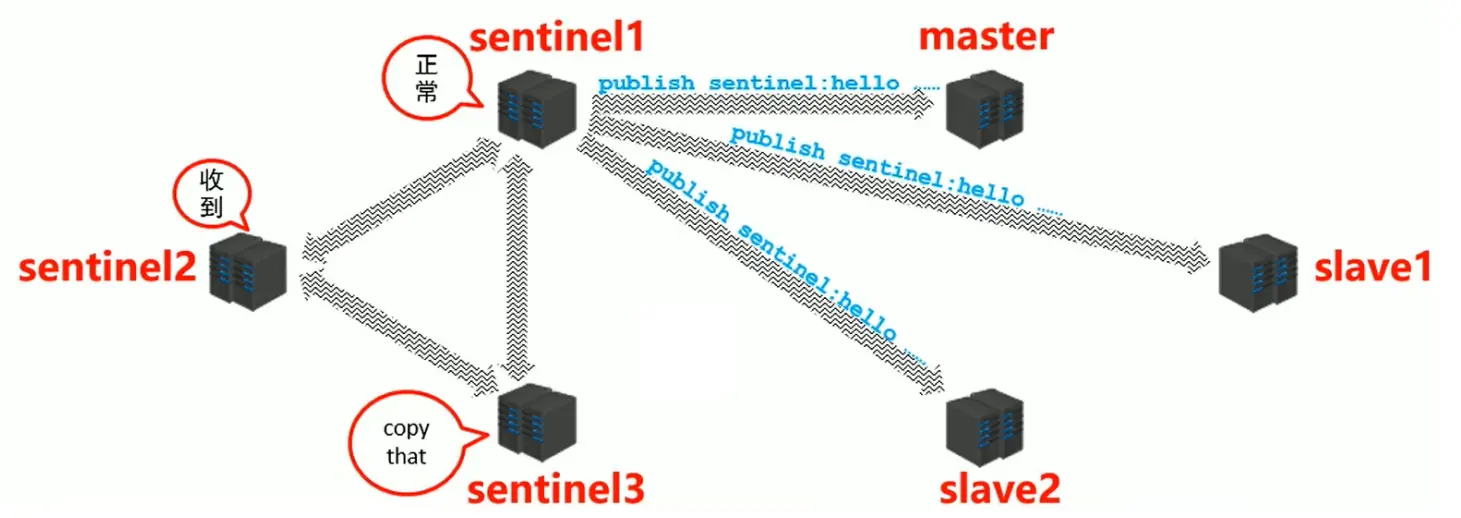 sentinel1
master
正
常
publish sentinel:hello ……
publish sentinel:hello ……
publish sentinel:hello ……
收
到
sentinel2
slave1
copy
that
sentinel3
slave2